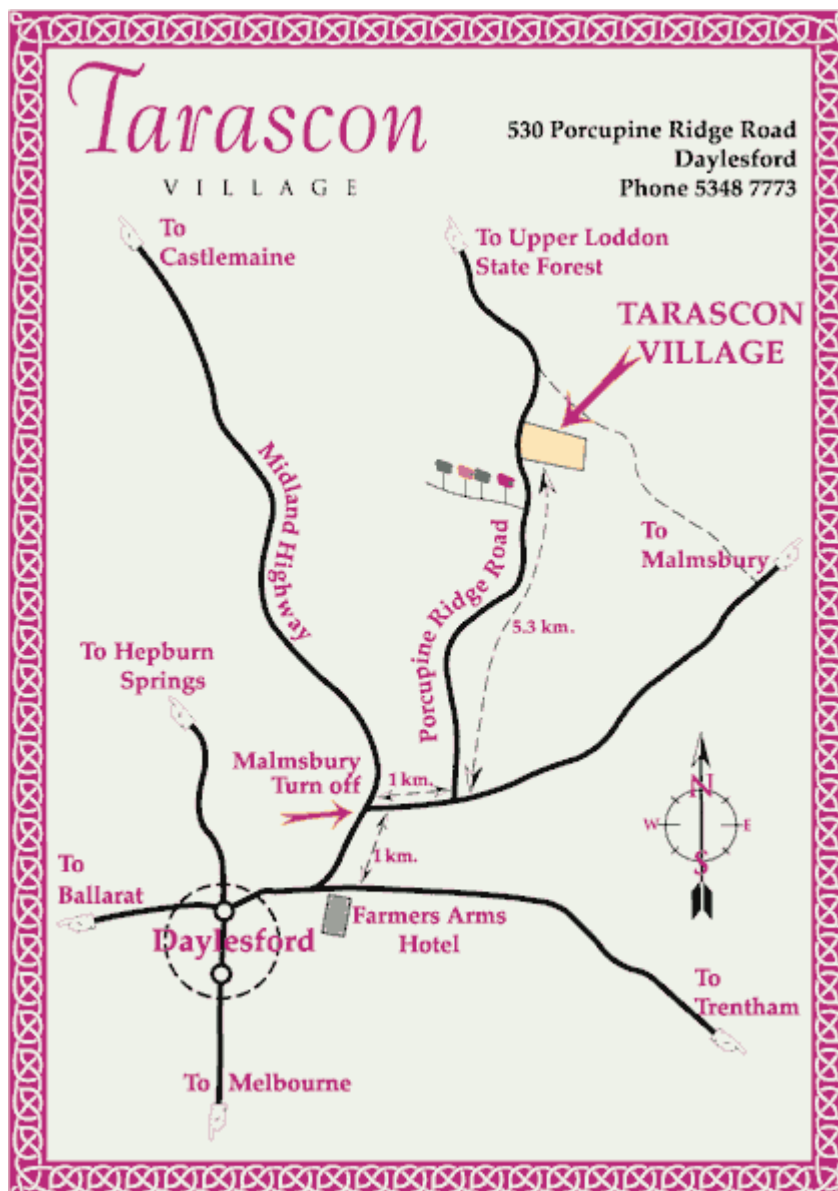 Tarascon
VILLAGE
530 Porcupine Ridge Road
Daylesford
Phone 5348 7773
To
Castlemaine
To Upper Loddon
State Forest
TARASCON
VILLAGE
Midland Highway
Porcupine Ridge Road
To
Malmsbury
5.3 km.
To Hepburn
Springs
Malmsbury
Turn off
1 km.
1 km.
N
W
E
S
To
Ballarat
Daylesford
Farmers Arms
Hotel
To
Trentham
To Melbourne